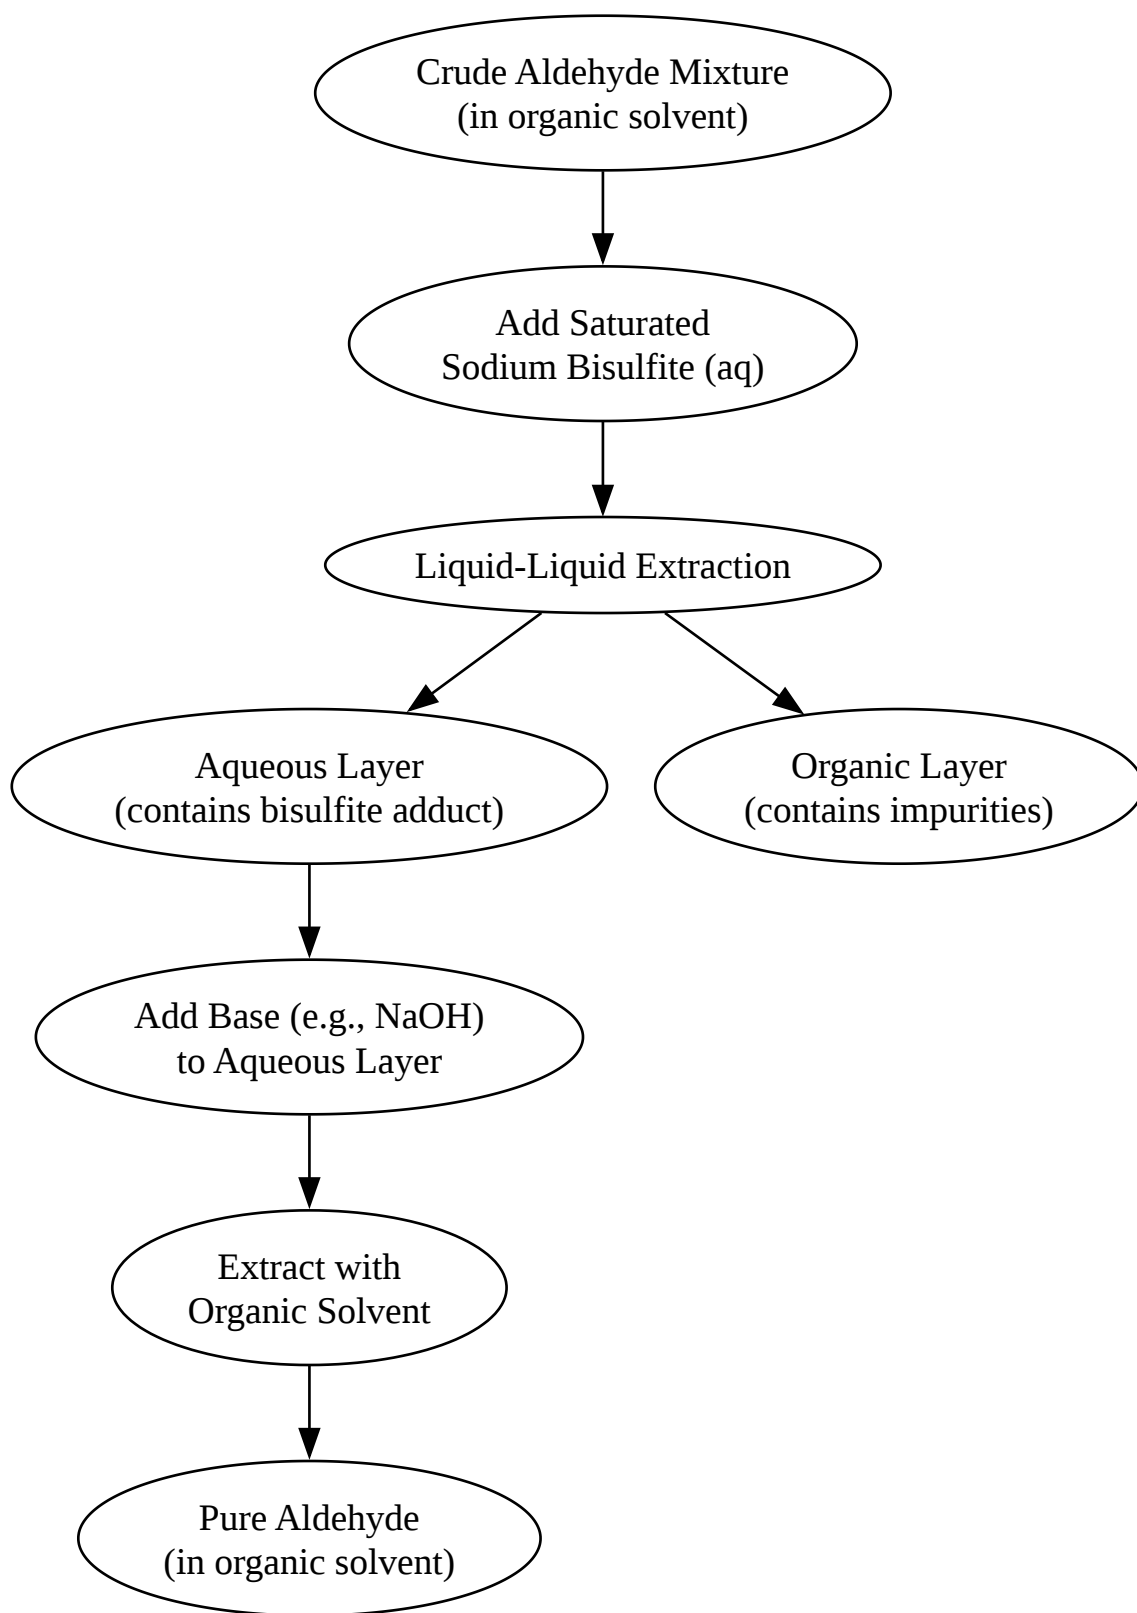 Crude Aldehyde Mixture
(in organic solvent)
Add Saturated
Sodium Bisulfite (aq)
Liquid-Liquid Extraction
Aqueous Layer
(contains bisulfite adduct)
Organic Layer
(contains impurities)
Add Base (e.g., NaOH)
to Aqueous Layer
Extract with
Organic Solvent
Pure Aldehyde
(in organic solvent)